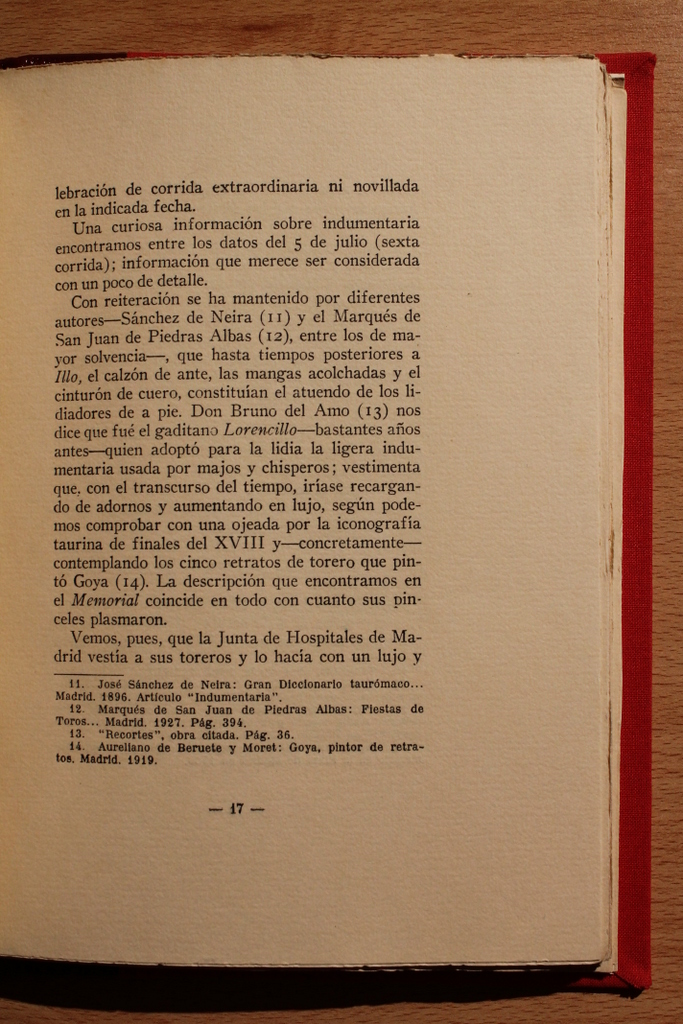 lebración de corrida extraordinaria ni novillada
en la indicada fecha.
Una curiosa información sobre indumentaria
encontramos entre los datos del 5 de julio (sexta
corrida); información que merece ser considerada
con un poco de detalle.
Con reiteración se ha mantenido por diferentes
autores—Sánchez de Neira (11) y el Marqués de
San Juan de Piedras Albas (12), entre los de ma-
yor solvencia—, que hasta tiempos posteriores a
Illo, el calzón de ante, las mangas acolchadas y el
cinturón de cuero, constituían el atuendo de los li-
diadores de a pie. Don Bruno del Amo (13) nos
dice que fué el gaditano Lorencillo—bastantes años
antes—quien adoptó para la lidia la ligera indu-
mentaria usada por majos y chisperos; vestimenta
que, con el transcurso del tiempo, iríase recargan-
do de adornos y aumentando en lujo, según pode-
mos comprobar con una ojeada por la iconografía
taurina de finales del XVIII y—concretamente—
contemplando los cinco retratos de torero que pin-
tó Goya (14). La descripción que encontramos en
el Memorial coincide en todo con cuanto sus pin-
celes plasmaron.
Vemos, pues, que la Junta de Hospitales de Ma-
drid vestía a sus toreros y lo hacía con un lujo y
11. José Sánchez de Neira: Gran Diccionario taurómaco...
Madrid. 1896. Artículo "Indumentaria".
12. Marqués de San Juan de Piedras Albas: Fiestas de
Toros... Madrid. 1927. Pág. 394.
13. "Recortes", obra citada. Pág. 36.
14. Aureliano de Beruete y Moret: Goya, pintor de retra-
tos. Madrid. 1919.
— 17 —